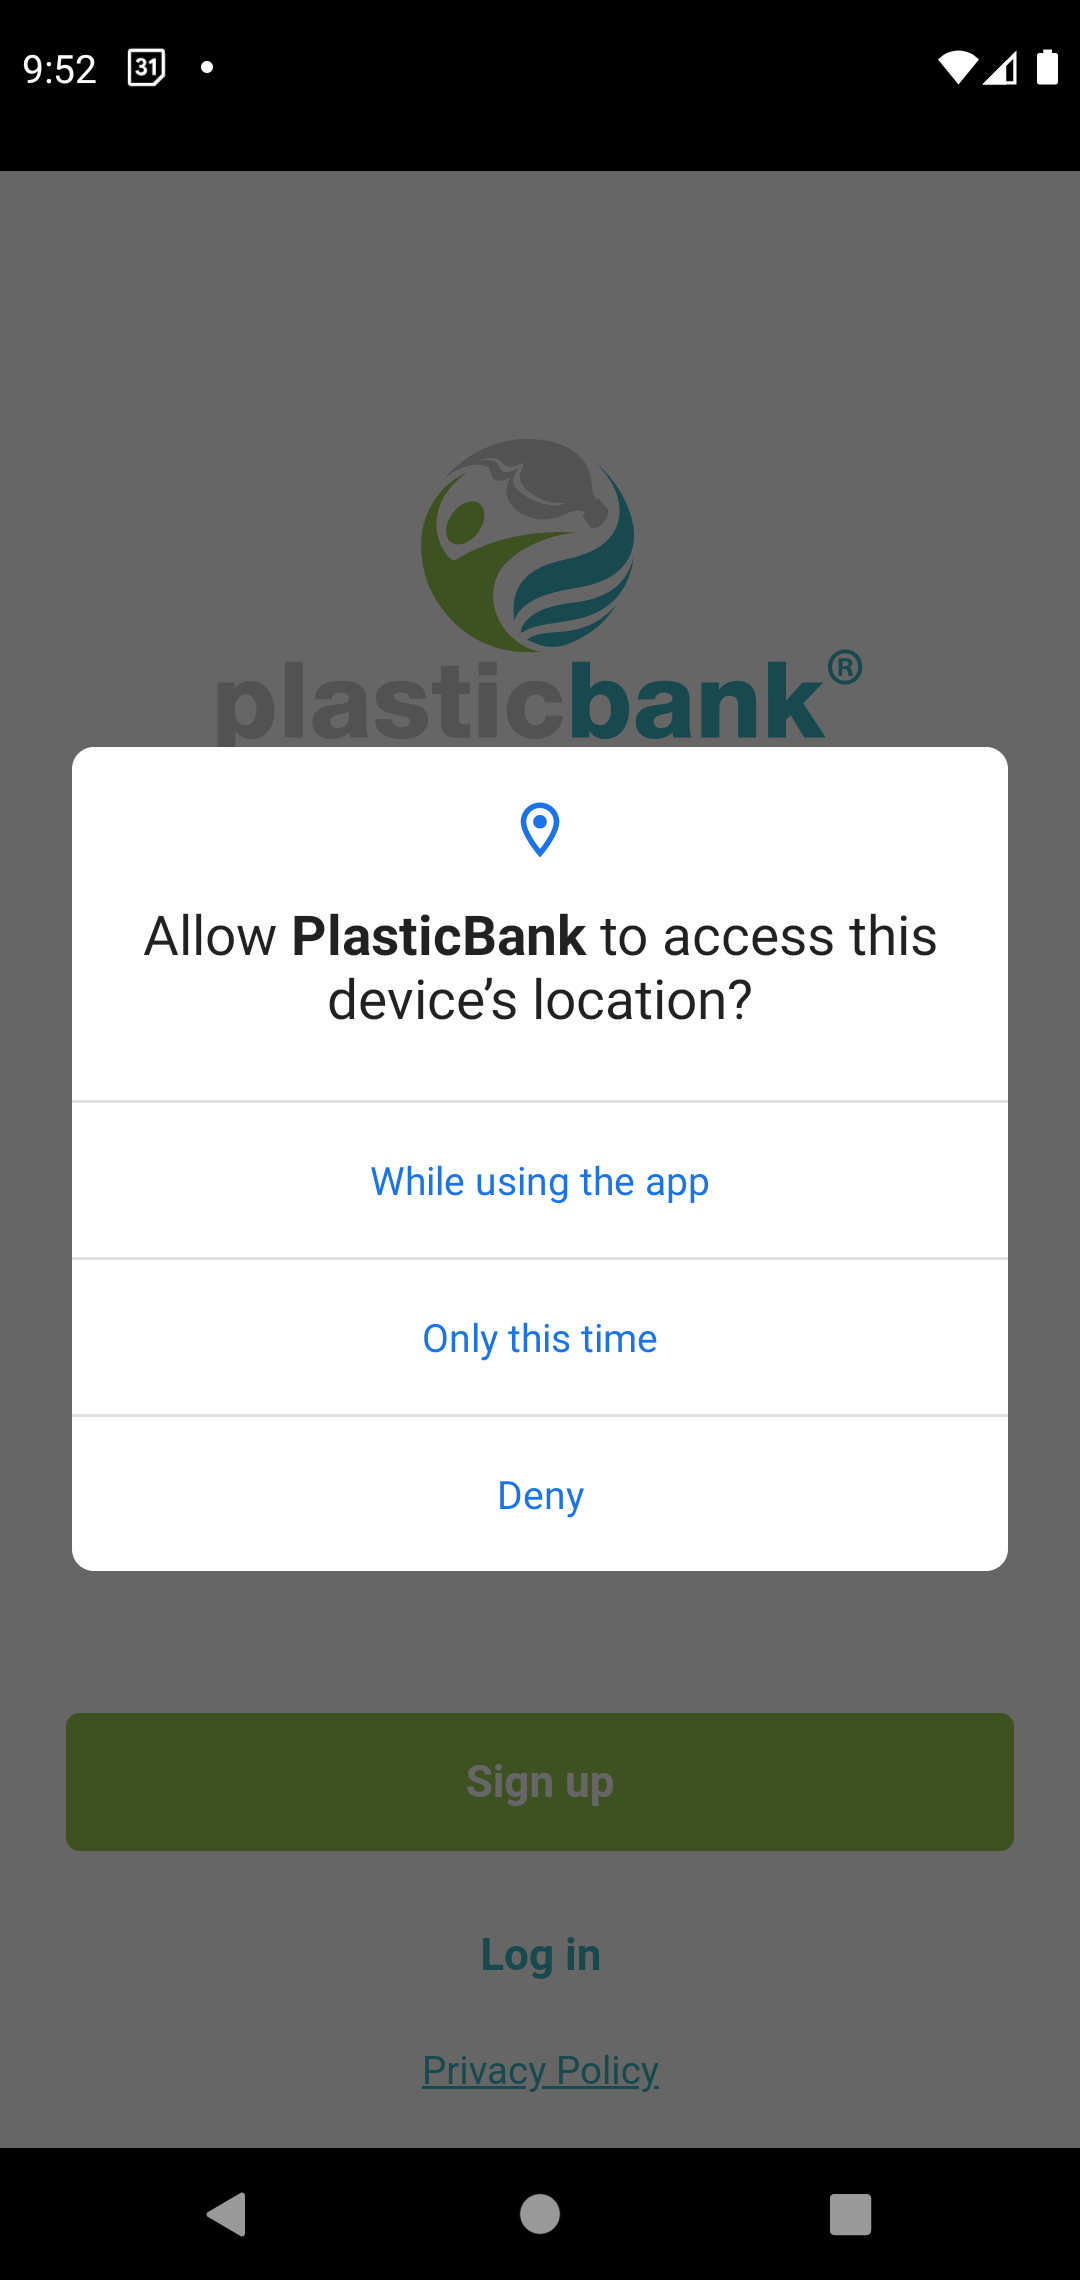 9:52 31
plasticbank®
Allow PlasticBank to access this
device’s location?
While using the app
Only this time
Deny
Sign up
Log in
Privacy Policy